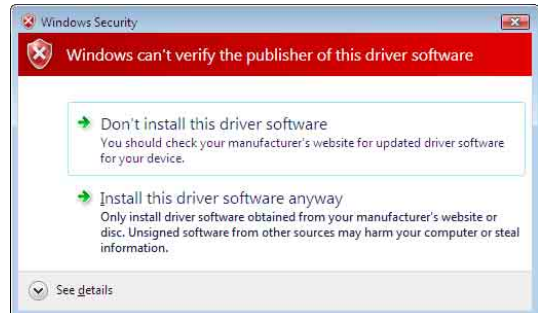 Windows Security
Windows can't verify the publisher of this driver software
Don't install this driver software
You should check your manufacturer's website for updated driver software
for your device.
Install this driver software anyway
Only install driver software obtained from your manufacturer's website or
disc. Unsigned software from other sources may harm your computer or steal
information.
See details